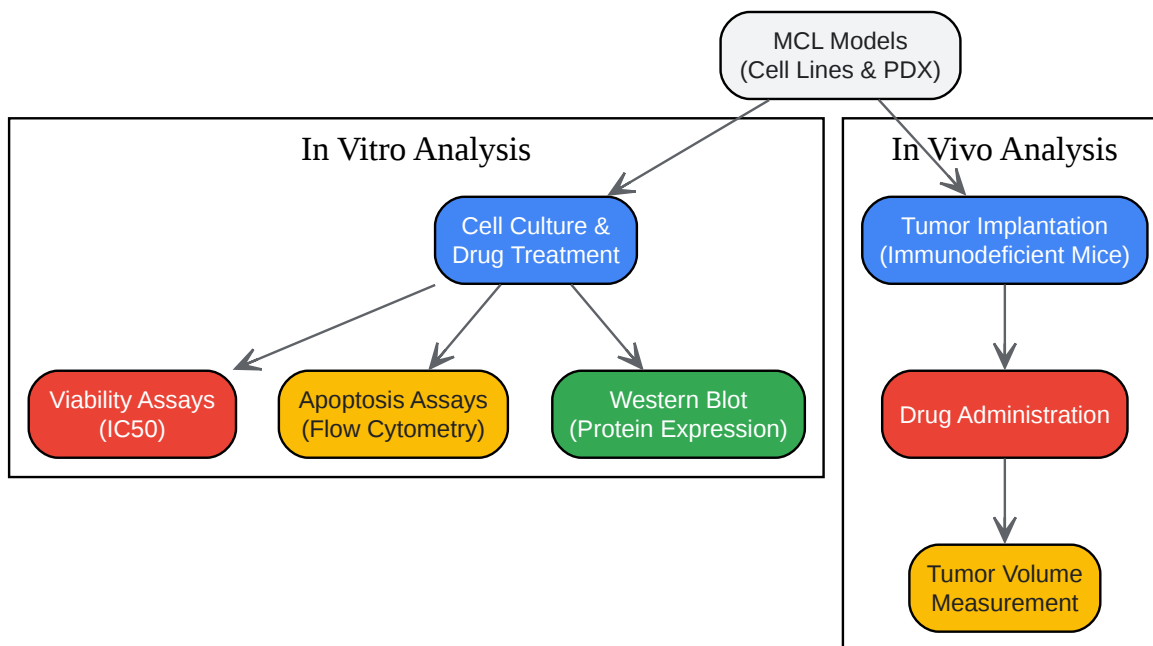 MCL Models
(Cell Lines & PDX)
In Vitro Analysis
In Vivo Analysis
Cell Culture &
Drug Treatment
Tumor Implantation
(Immunodeficient Mice)
Viability Assays
(IC50)
Apoptosis Assays
(Flow Cytometry)
Western Blot
(Protein Expression)
Drug Administration
Tumor Volume
Measurement